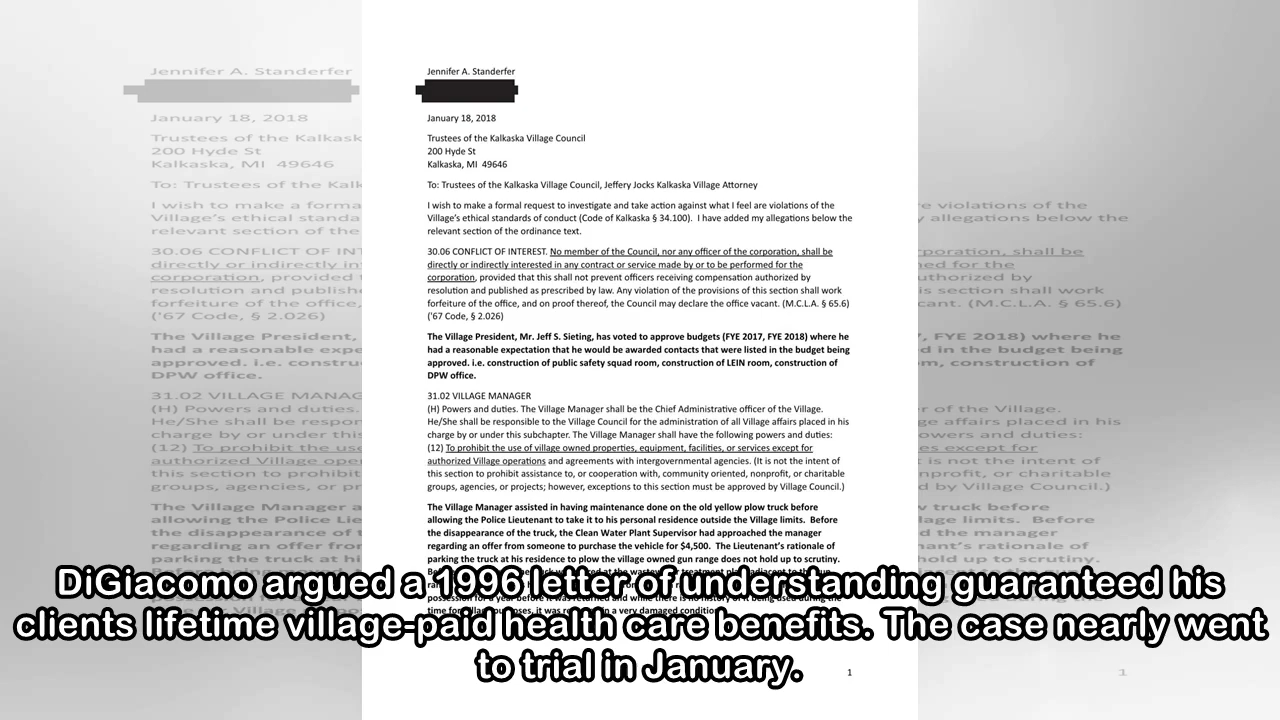 Jennifer A. Standerfer
January 18, 2018
Trustees of the Kalkaska Village Council
200 Hyde St
Kalkaska, MI  49646
To: Trustees of the Kalkaska Village Council, Jeffery Jocks Kalkaska Village Attorney
I wish to make a formal request to investigate and take action against what I feel are violations of the
Village's ethical standards of conduct (Code of Kalkaska § 34.100).  I have added my allegations below the
relevant section of the ordinance text.
30.06 CONFLICT OF INTEREST. No member of the Council, nor any officer of the corporation, shall be
directly or indirectly interested in any contract or service made by or to be performed for the
corporation, provided that this shall not prevent officers receiving compensation authorized by
resolution and published as prescribed by law. Any violation of the provisions of this section shall work
forfeiture of the office, and on proof thereof, the Council may declare the office vacant. (M.C.L.A. § 65.6)
('67 Code, § 2.026)
The Village President, Mr. Jeff S. Sieting, has voted to approve budgets (FYE 2017, FYE 2018) where he
had a reasonable expectation that he would be awarded contacts that were listed in the budget being
approved. i.e. construction of public safety squad room, construction of LEIN room, construction of
DPW office.
31.02 VILLAGE MANAGER
(H) Powers and duties. The Village Manager shall be the Chief Administrative officer of the Village.
He/She shall be responsible to the Village Council for the administration of all Village affairs placed in his
charge by or under this subchapter. The Village Manager shall have the following powers and duties:
(12) To prohibit the use of village owned properties, equipment, facilities, or services except for
authorized Village operations and agreements with intergovernmental agencies. (It is not the intent of
this section to prohibit assistance to, or cooperation with, community oriented, nonprofit, or charitable
groups, agencies, or projects; however, exceptions to this section must be approved by Village Council.)
The Village Manager assisted in having maintenance done on the old yellow plow truck before
allowing the Police Lieutenant to take it to his personal residence outside the Village limits.  Before
the disappearance of the truck, the Clean Water Plant Supervisor had approached the manager
regarding an offer from someone to purchase the vehicle for $4,500.  The Lieutenant's rationale of
parking the truck at his residence to plow the village owned gun range does not hold up to scrutiny.
DiGiacomo argued a 1996 letter of understanding guaranteed his
clients lifetime village-paid health care benefits. The case nearly went
to trial in January.
1